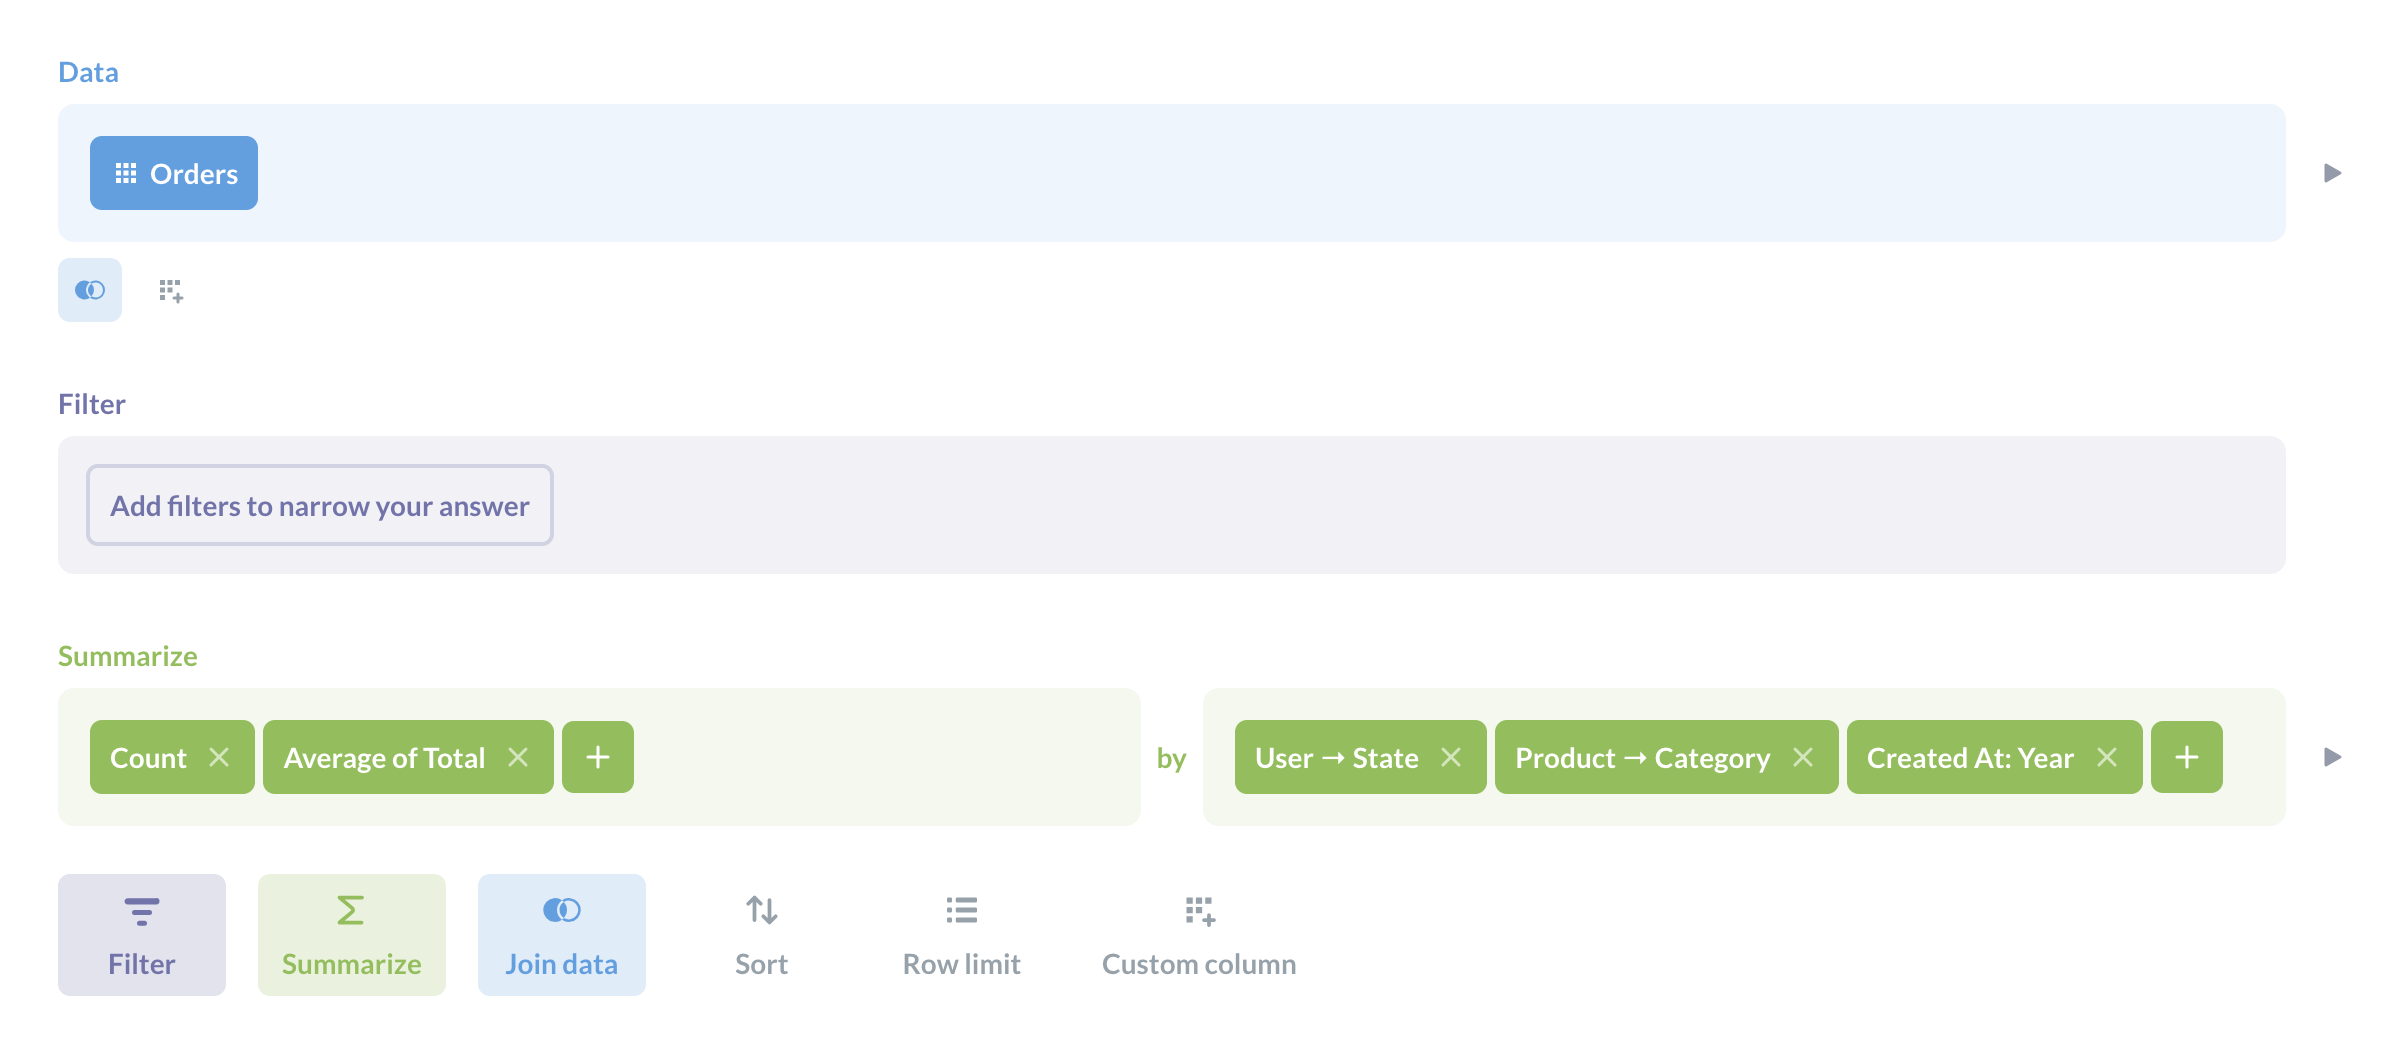 Data
Orders
Filter
Add filters to narrow your answer
Summarize
Count Average of Total by User → State Product → Category Created At: Year
Filter Summarize Join data Sort Row limit Custom column